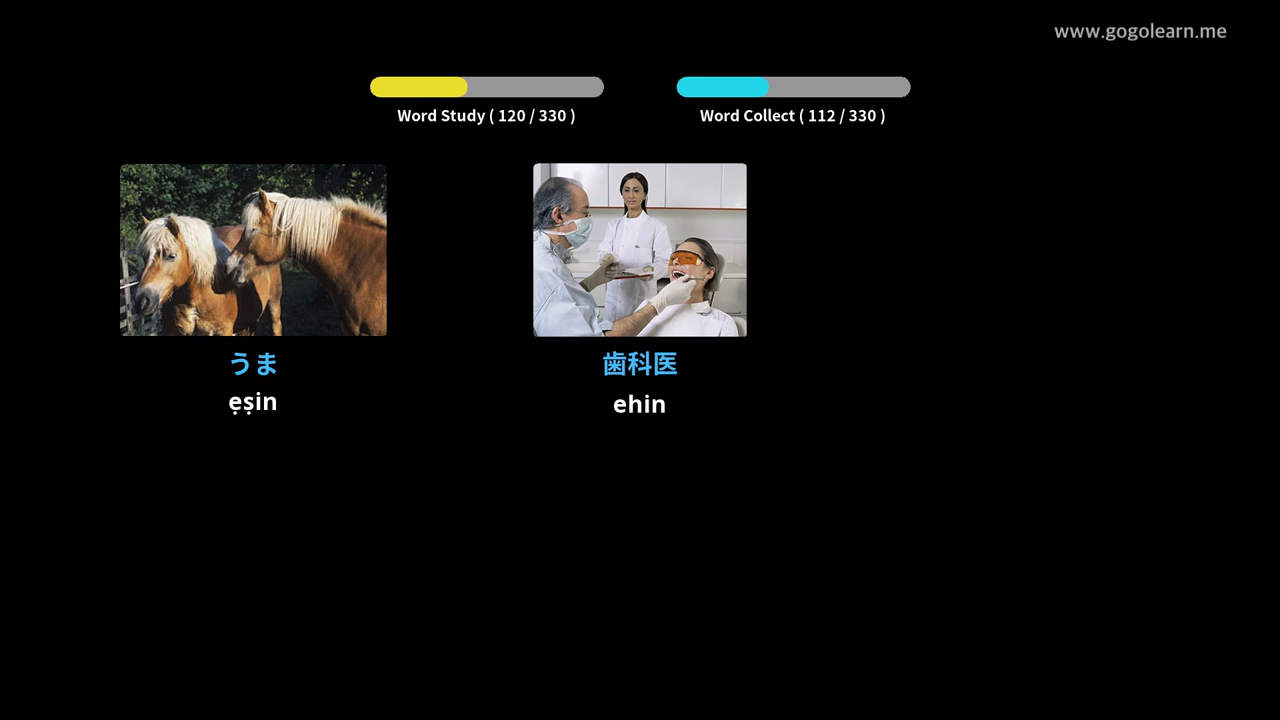 www.gogolearn.me
Word Study ( 120 / 330 )
Word Collect ( 112 / 330 )
うま
ẹṣin
歯科医
ehin